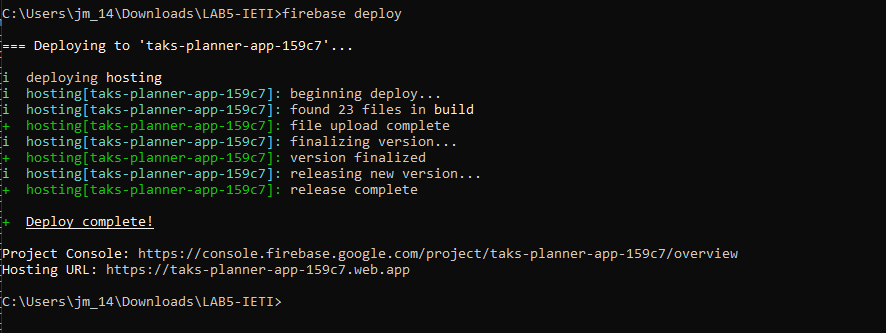 C:\Users\jm_14\Downloads\LAB5-IETI>firebase deploy
=== Deploying to 'taks-planner-app-159c7'...
i  deploying hosting
i  hosting[taks-planner-app-159c7]: beginning deploy...
i  hosting[taks-planner-app-159c7]: found 23 files in build
+  hosting[taks-planner-app-159c7]: file upload complete
i  hosting[taks-planner-app-159c7]: finalizing version...
+  hosting[taks-planner-app-159c7]: version finalized
i  hosting[taks-planner-app-159c7]: releasing new version...
+  hosting[taks-planner-app-159c7]: release complete
+  Deploy complete!
Project Console: https://console.firebase.google.com/project/taks-planner-app-159c7/overview
Hosting URL: https://taks-planner-app-159c7.web.app
C:\Users\jm_14\Downloads\LAB5-IETI>